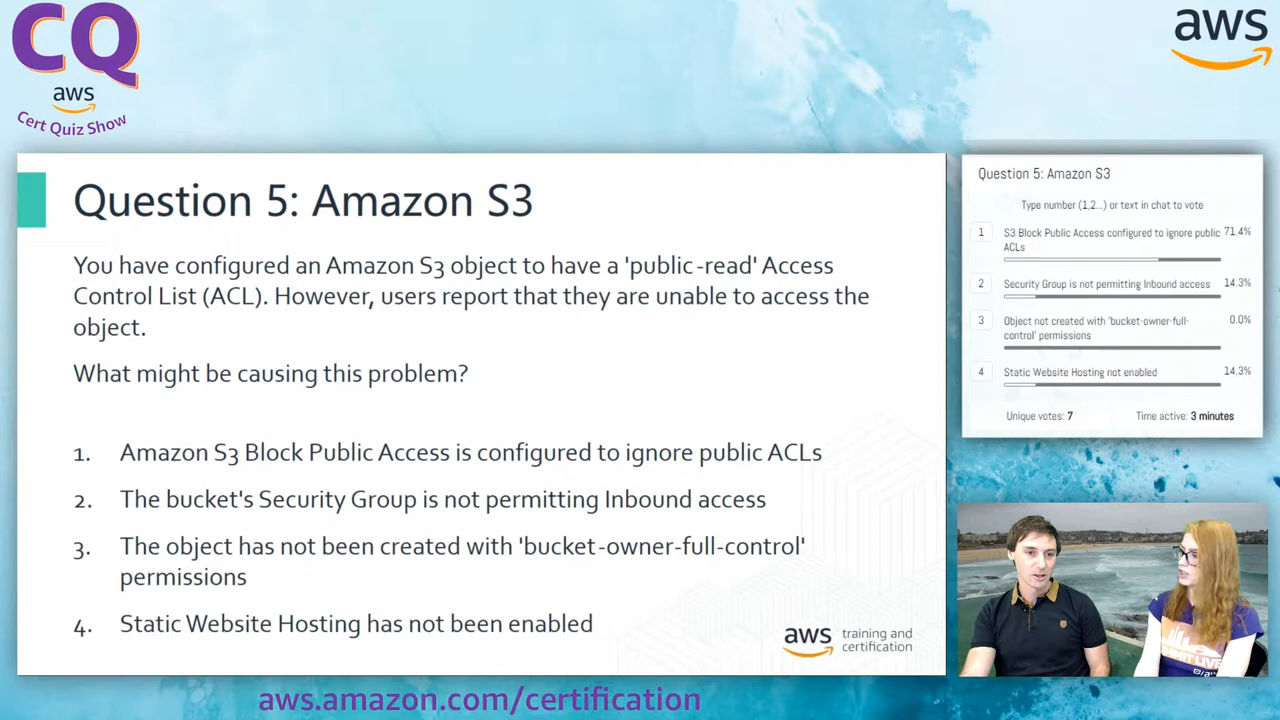 CQ
aws
Cert Quiz Show
aws
Question 5: Amazon S3
You have configured an Amazon S3 object to have a 'public-read' Access
Control List (ACL). However, users report that they are unable to access the
object.
What might be causing this problem?
1. Amazon S3 Block Public Access is configured to ignore public ACLs
2. The bucket's Security Group is not permitting Inbound access
3. The object has not been created with 'bucket-owner-full-control'
permissions
4. Static Website Hosting has not been enabled
aws training and
certification
Question 5: Amazon S3
Type number (1,2...) or text in chat to vote
1 S3 Block Public Access configured to ignore public 71.4%
ACLs
2 Security Group is not permitting Inbound access 14.3%
3 Object not created with 'bucket-owner-full- 0.0%
control' permissions
4 Static Website Hosting not enabled 14.3%
Unique votes: 7 Time active: 3 minutes
aws.amazon.com/certification